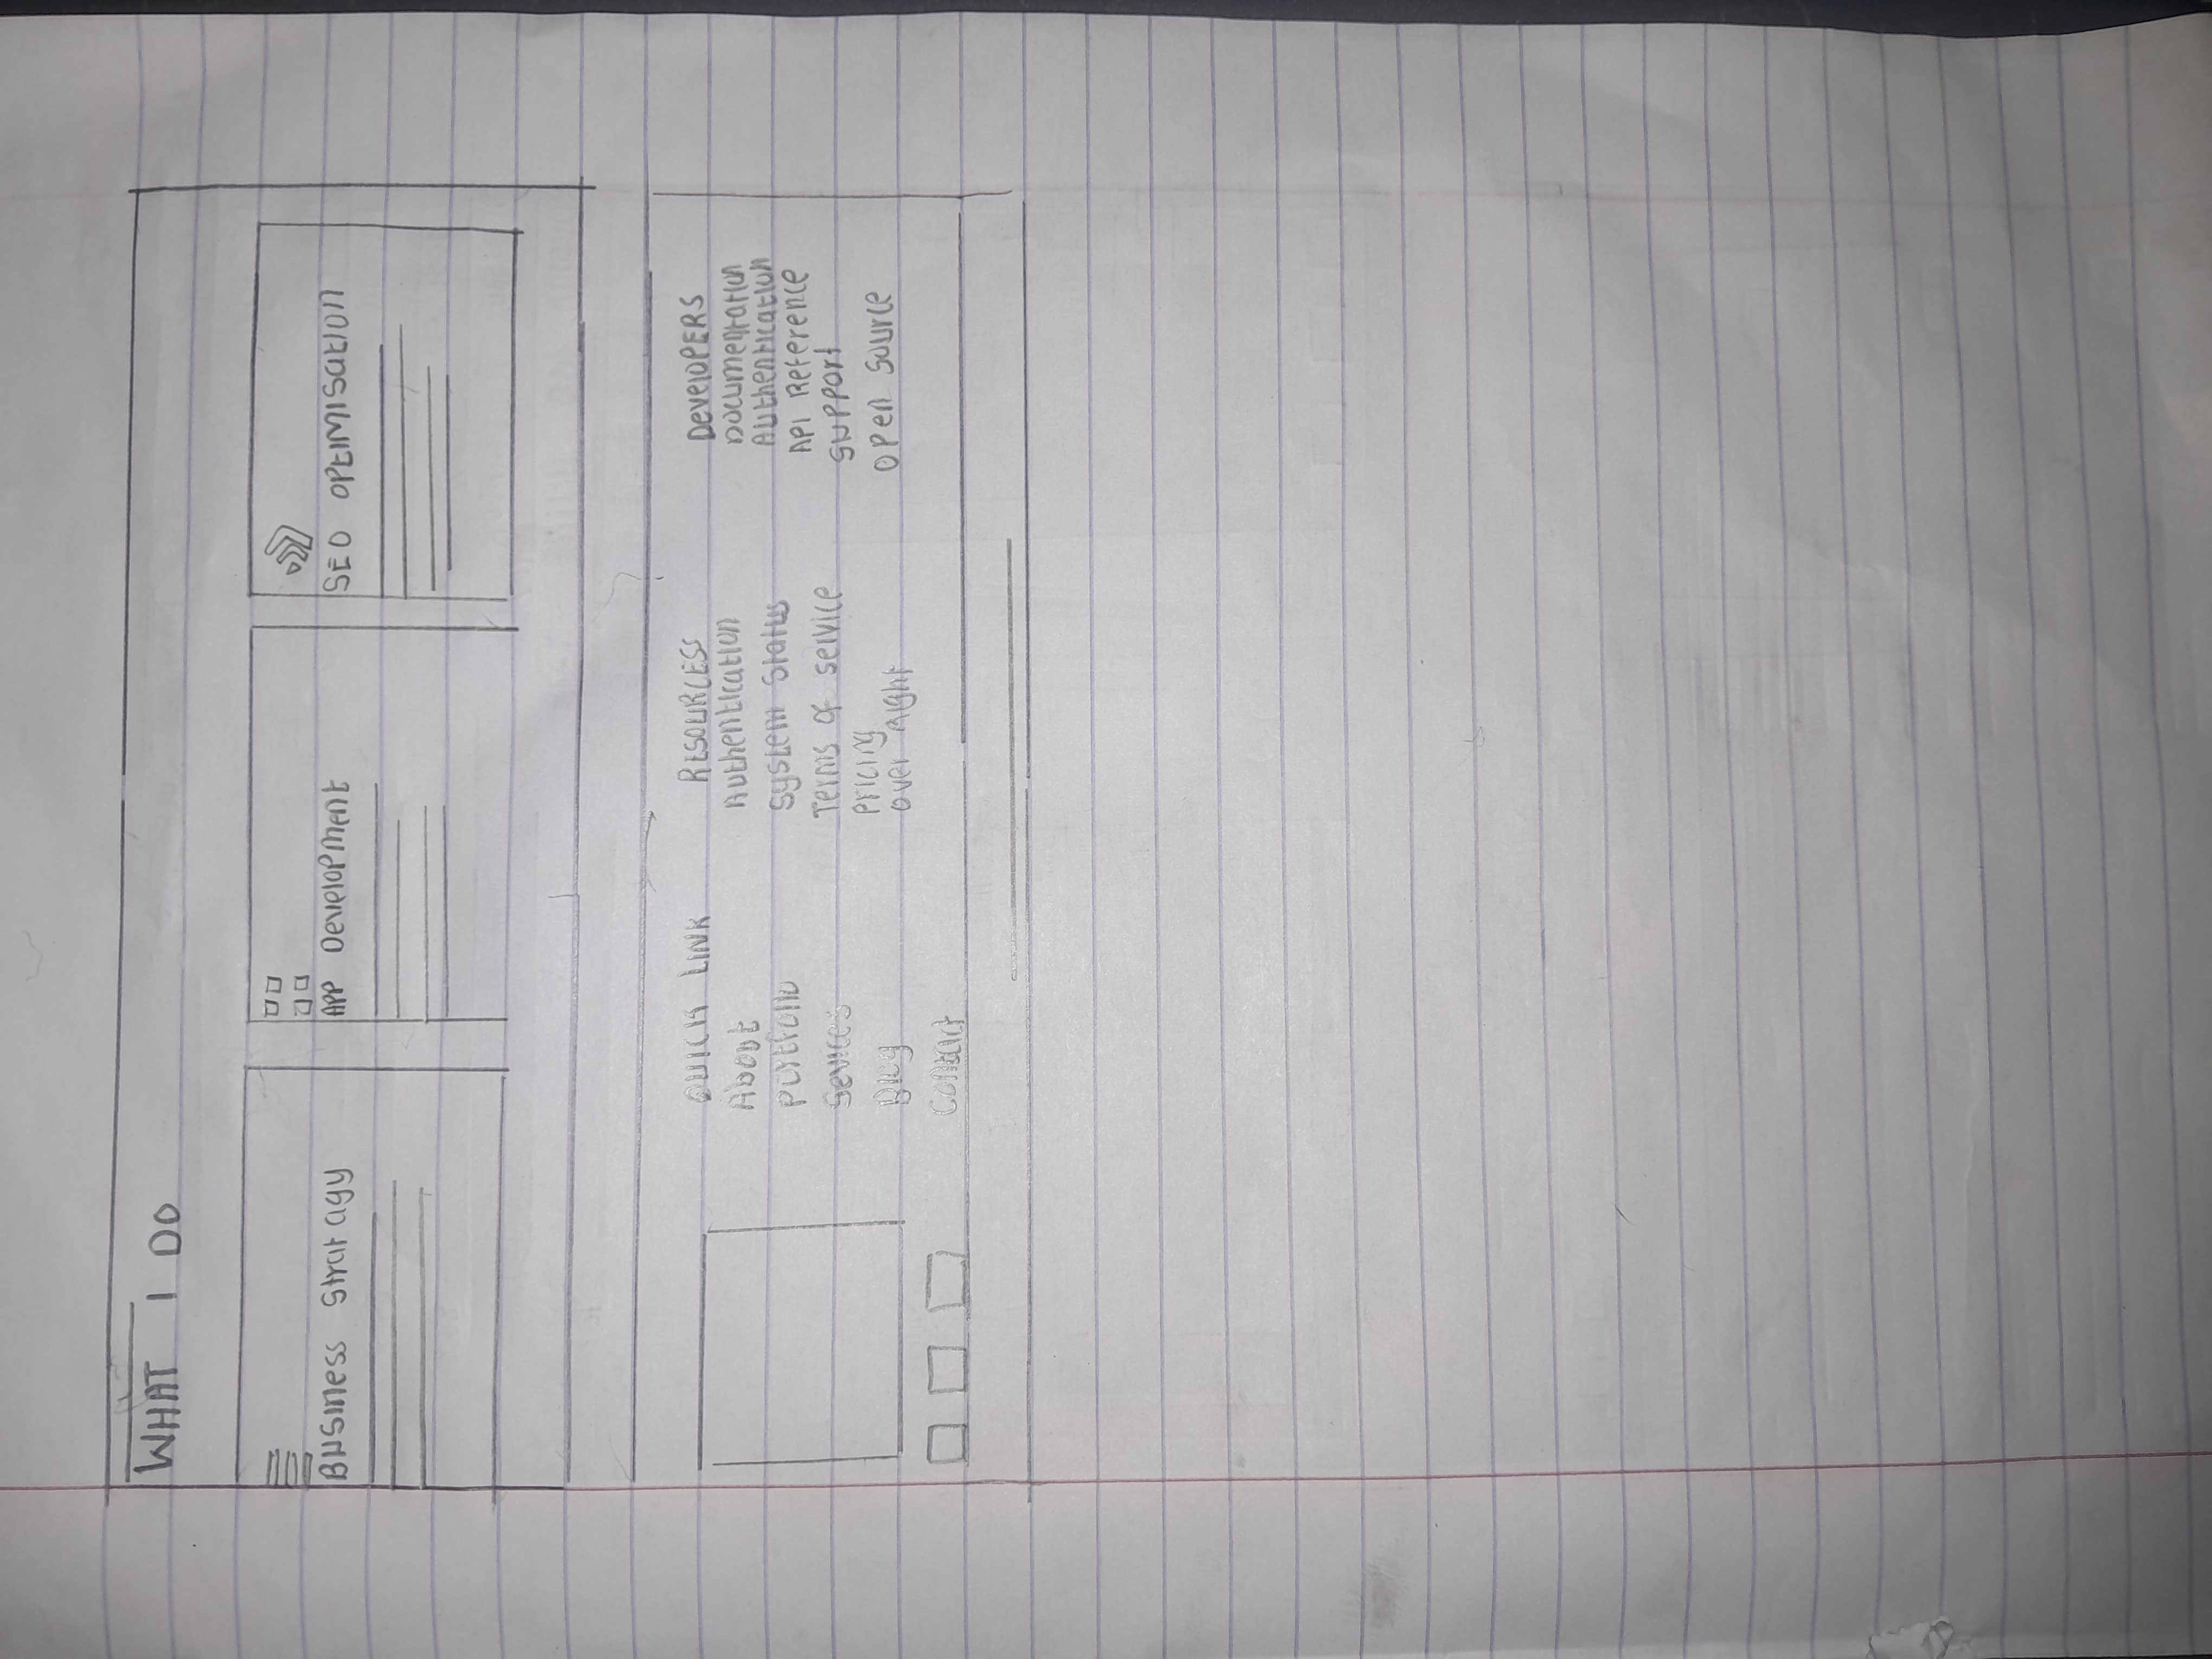 WHAT I DO
Business Stratagy
APP Development
SEO OPtimisation
QUICK LINK
About
Portfolio
Sevices
Blog
Contact
RESOURCESS
Authentication
System Status
Terms of service
Pricing
Over Right
DEVElOPERS
Documentation
Authentication
API Reference
Support
Open Source